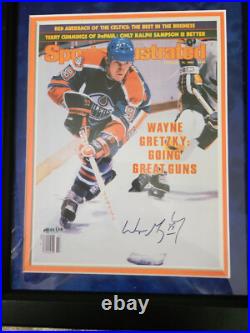 RED AUERBACH OF THE CELTICS: THE BEST IN THE BUSINESS
TERRY CUMMINGS OF DePAUL: ONLY RALPH SAMPSON IS BETTER
Sports Illustrated
WAYNE
GRETZKY:
GOING
GREAT GUNS